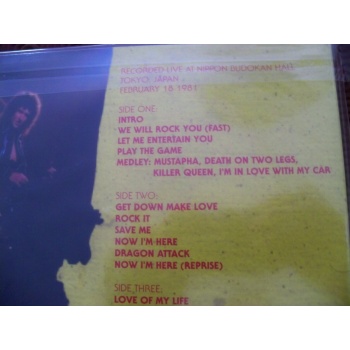 RECORDED LIVE AT NIPPON BUDOKAN HALL
TOKYO JAPAN
FEBRUARY 18 1981
SIDE ONE:
INTRO
WE WILL ROCK YOU (FAST)
LET ME ENTERTAIN YOU
PLAY THE GAME
MEDLEY: MUSTAPHA, DEATH ON TWO LEGS,
KILLER QUEEN, I'M IN LOVE WITH MY CAR
SIDE TWO:
GET DOWN MAKE LOVE
ROCK IT
SAVE ME
NOW I'M HERE
DRAGON ATTACK
NOW I'M HERE (REPRISE)
SIDE THREE:
LOVE OF MY LIFE